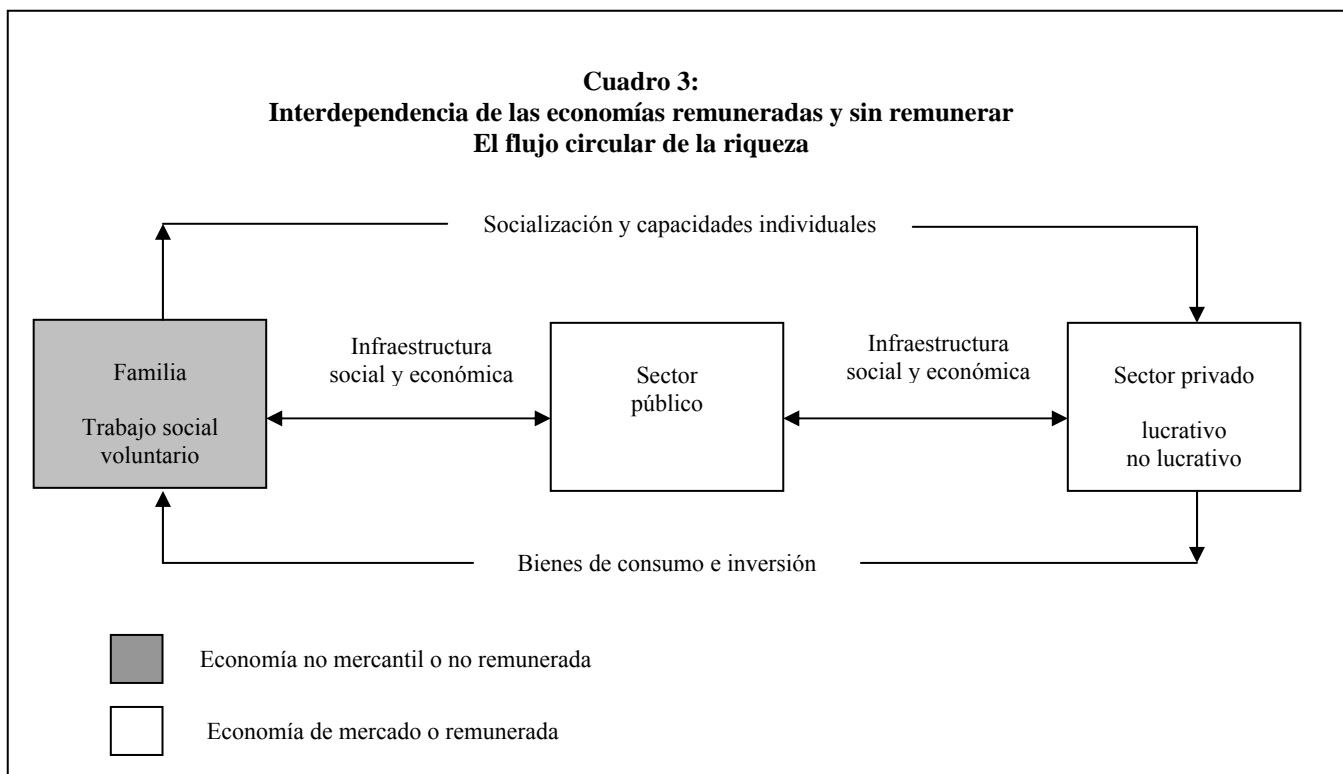 Cuadro 3:
Interdependencia de las economías remuneradas y sin remunerar
El flujo circular de la riqueza
Socialización y capacidades individuales
Familia
Trabajo social
voluntario
Infraestructura
social y económica
Sector
público
Infraestructura
social y económica
Sector privado
lucrativo
no lucrativo
Bienes de consumo e inversión
Economía no mercantil o no remunerada
Economía de mercado o remunerada